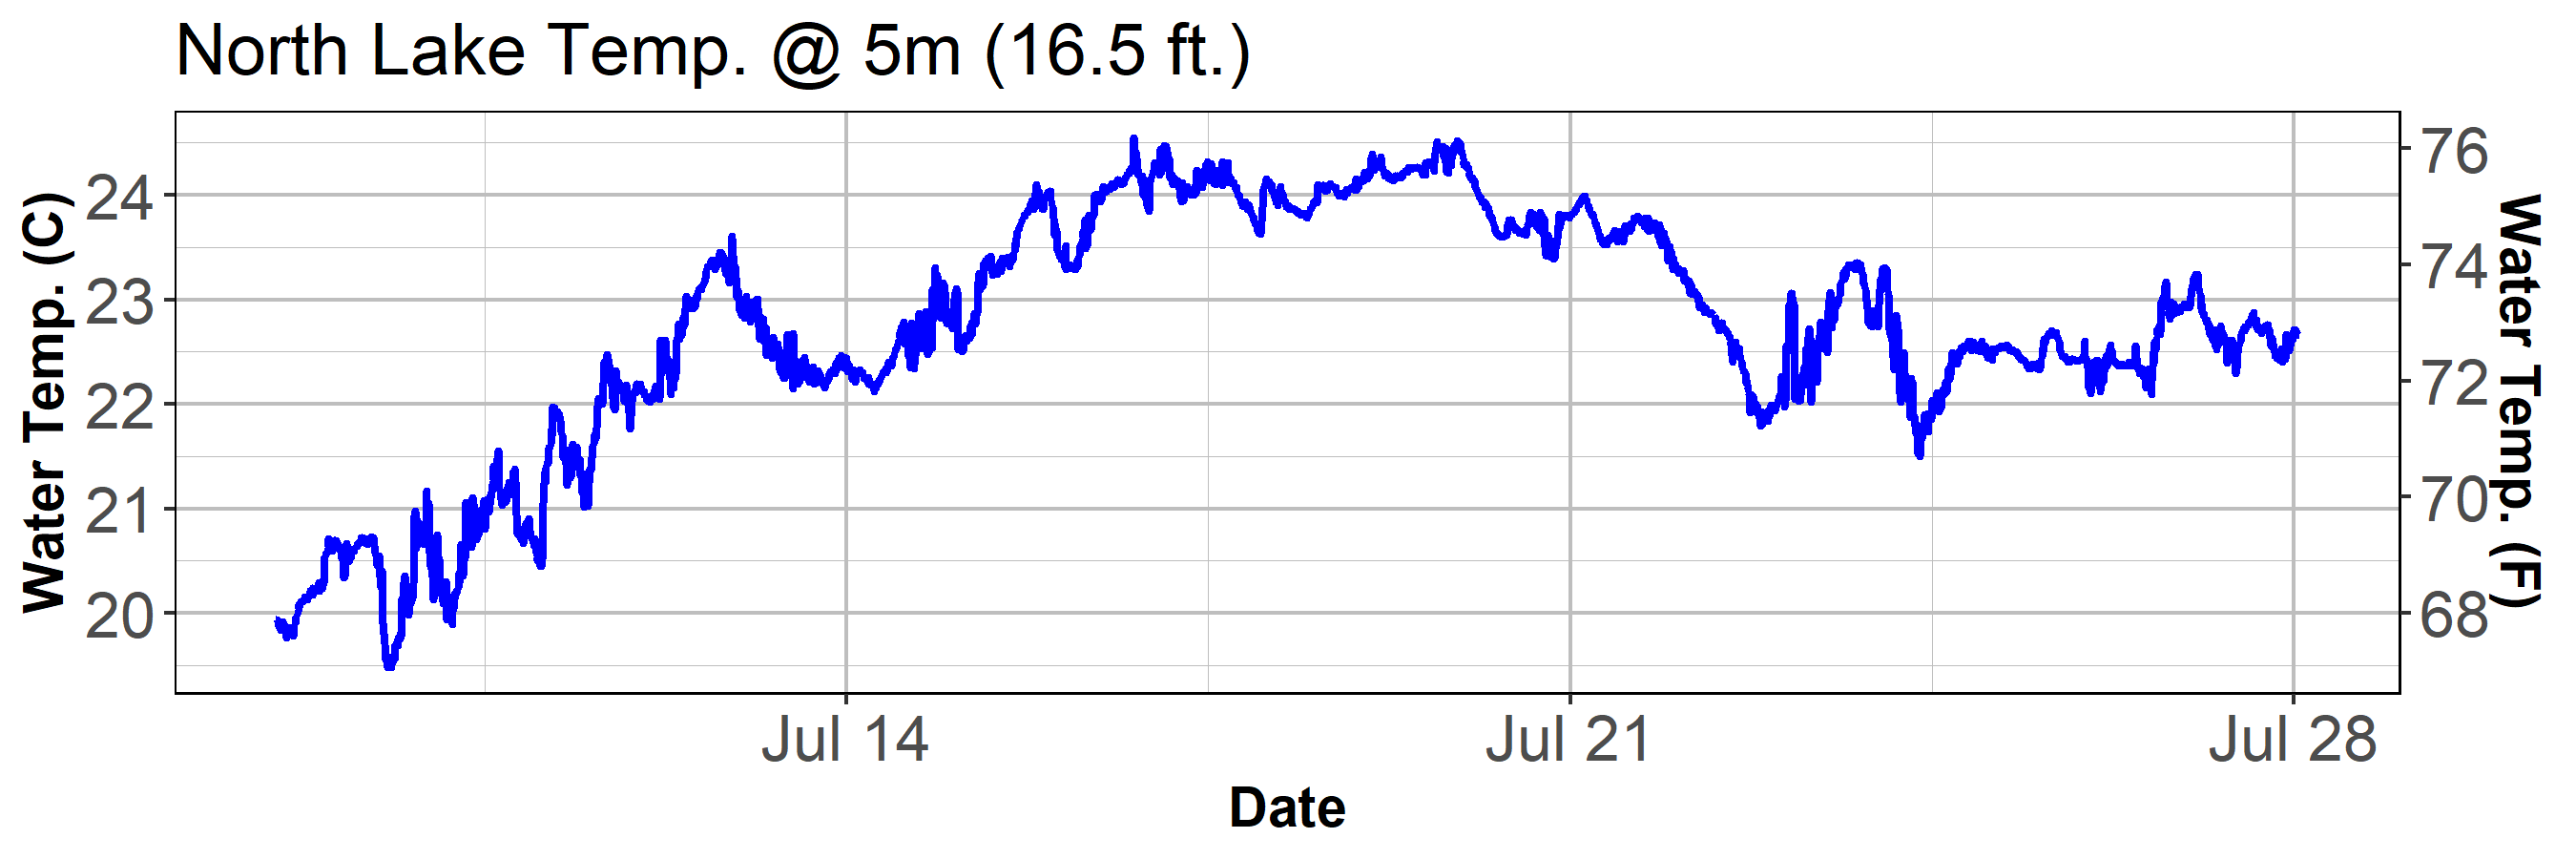 North Lake Temp. @ 5m (16.5 ft.)
Water Temp. (C)
24
23
22
21
20
76
74
72
70
68
Water Temp. (F)
Jul 14
Jul 21
Jul 28
Date